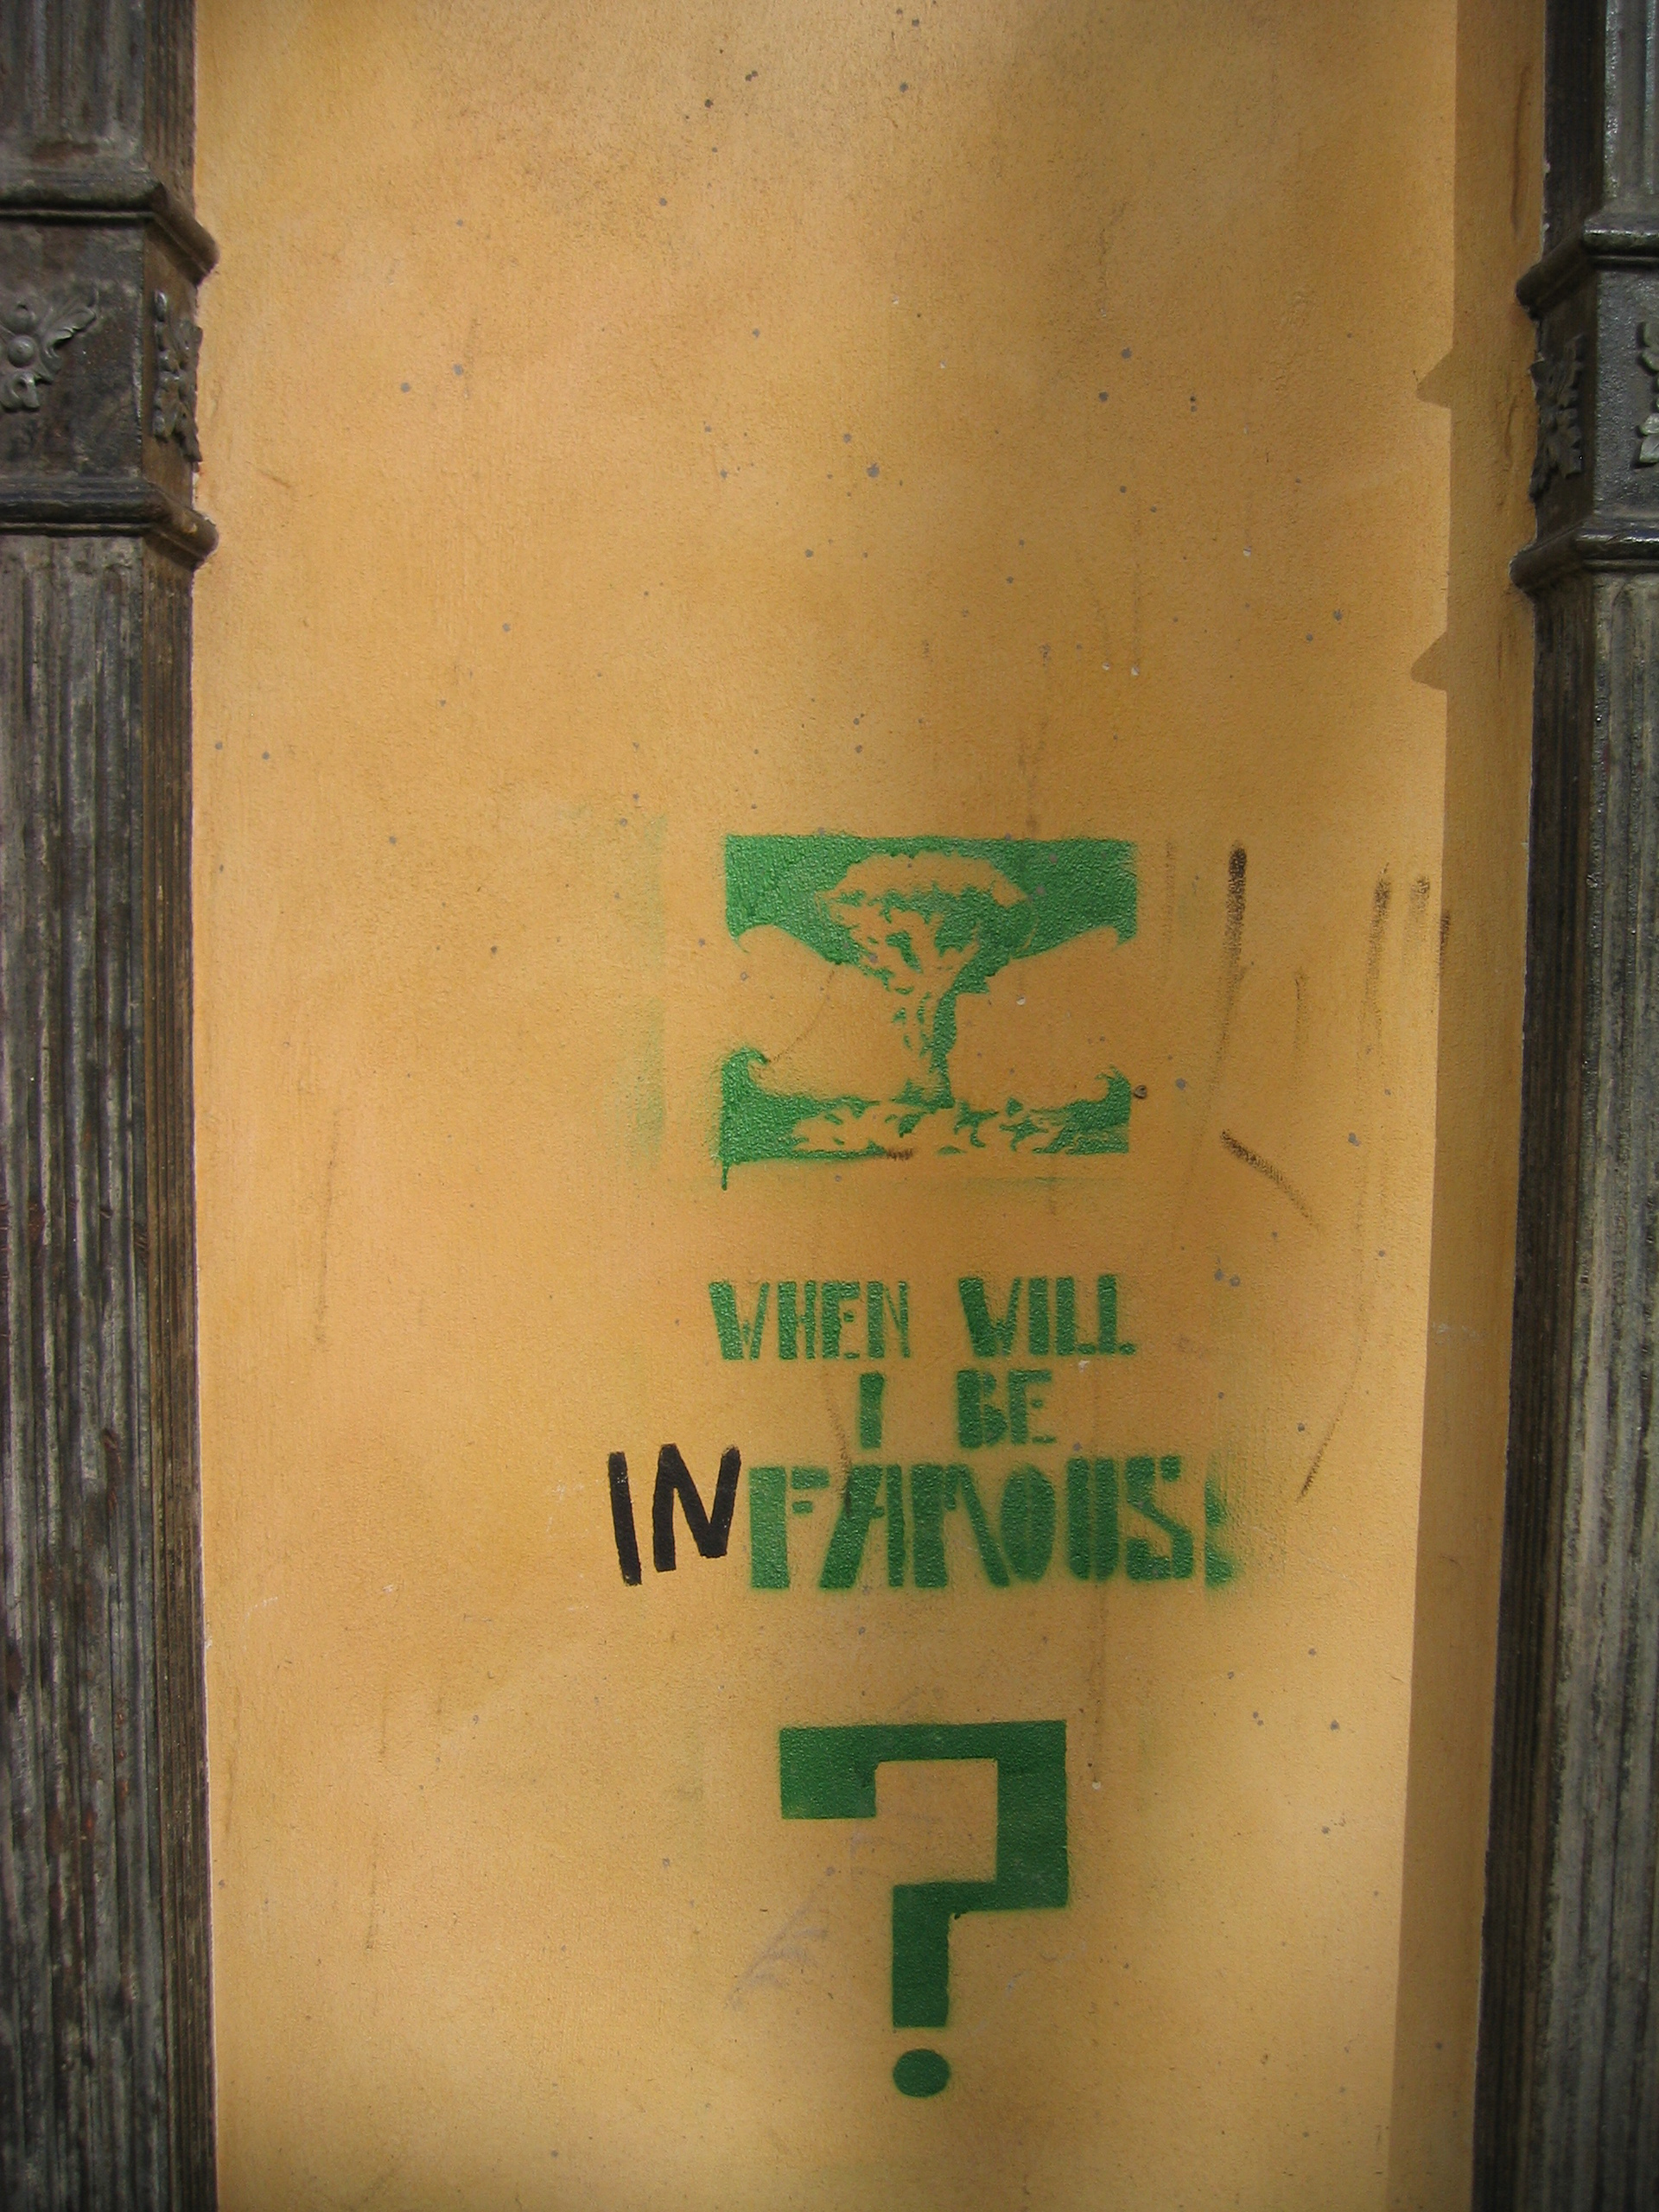 WHEN WILL
I BE
INFAMOUS
?